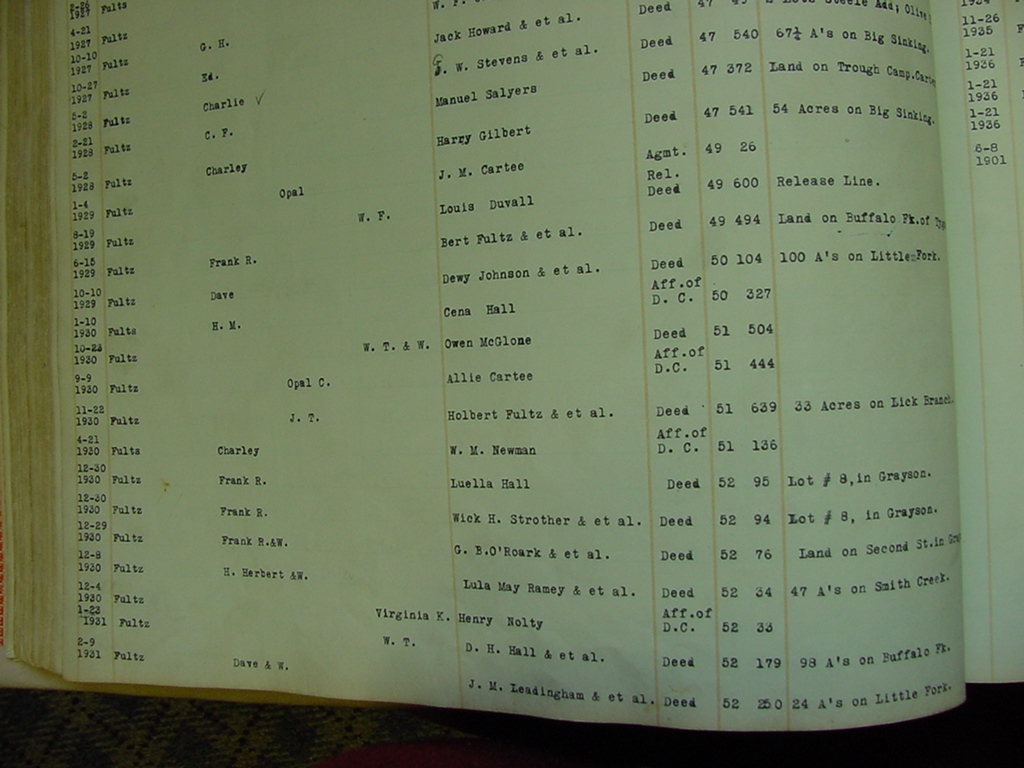 2-26
1927 Fults
4-21
1927 Fultz
10-10
1927 Fultz G. H. W. F.
10-27
1927 Fultz Ed. Jack Howard & et al. Deed 47
5-2
1928 Fultz Charlie ✓ J. W. Stevens & et al. Deed 47 540 67¼ A's on Big Sinking.
2-21
1928 Fultz C. F. Manuel Salyers Deed 47 372 Land on Trough Camp.
5-2
1928 Fultz Charley Harry Gilbert Deed 47 541 54 Acres on Big Sinking.
1-4
1929 Fultz Opal J. M. Cartee Agmt. 49 26
8-19
1929 Fultz W. F. Louis Duvall Rel.
Deed 49 600 Release Line.
6-15
1929 Fultz Frank R. Bert Fultz & et al. Deed 49 494 Land on Buffalo Fk.of
10-10
1929 Fultz Dave Dewy Johnson & et al. Deed 50 104 100 A's on Little Fork.
1-10
1930 Fults H. M. Cena Hall Aff.of
D. C. 50 327
10-23
1930 Fultz W. T. & W. Owen McGlone Deed 51 504
9-9
1930 Fultz Opal C. Allie Cartee Aff.of
D.C. 51 444
11-22
1930 Fultz J. T. Holbert Fultz & et al. Deed 51 639 33 Acres on Lick Branch.
4-21
1930 Fults Charley W. M. Newman Aff.of
D. C. 51 136
12-30
1930 Fultz Frank R. Luella Hall Deed 52 95 Lot # 8,in Grayson.
12-30
1930 Fultz Frank R. Wick H. Strother & et al. Deed 52 94 Lot # 8, in Grayson.
12-29
1930 Fultz Frank R.&W. G. B.O'Roark & et al. Deed 52 76 Land on Second St.in
12-8
1930 Fultz H. Herbert &W. Lula May Ramey & et al. Deed 52 34 47 A's on Smith Creek.
12-4
1930 Fultz Virginia K. Henry Nolty Aff.of
D.C. 52 33
1-23
1931 Fultz W. T. D. H. Hall & et al. Deed 52 179 98 A's on Buffalo Fk.
2-9
1931 Fultz Dave & W. J. M. Leadingham & et al. Deed 52 250 24 A's on Little Fork.
11-26
1935
1-21
1936
1-21
1936
1-21
1936
6-8
1901